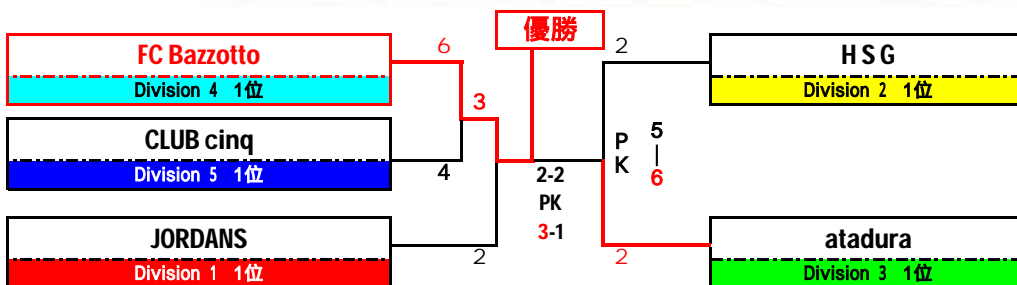 優勝
6
2
FC Bazzotto
Division 4 1位
HSG
Division 2 1位
3
CLUB cinq
Division 5 1位
4
PK 5-6
2-2
PK
3-1
JORDANS
Division 1 1位
2
2
atadura
Division 3 1位